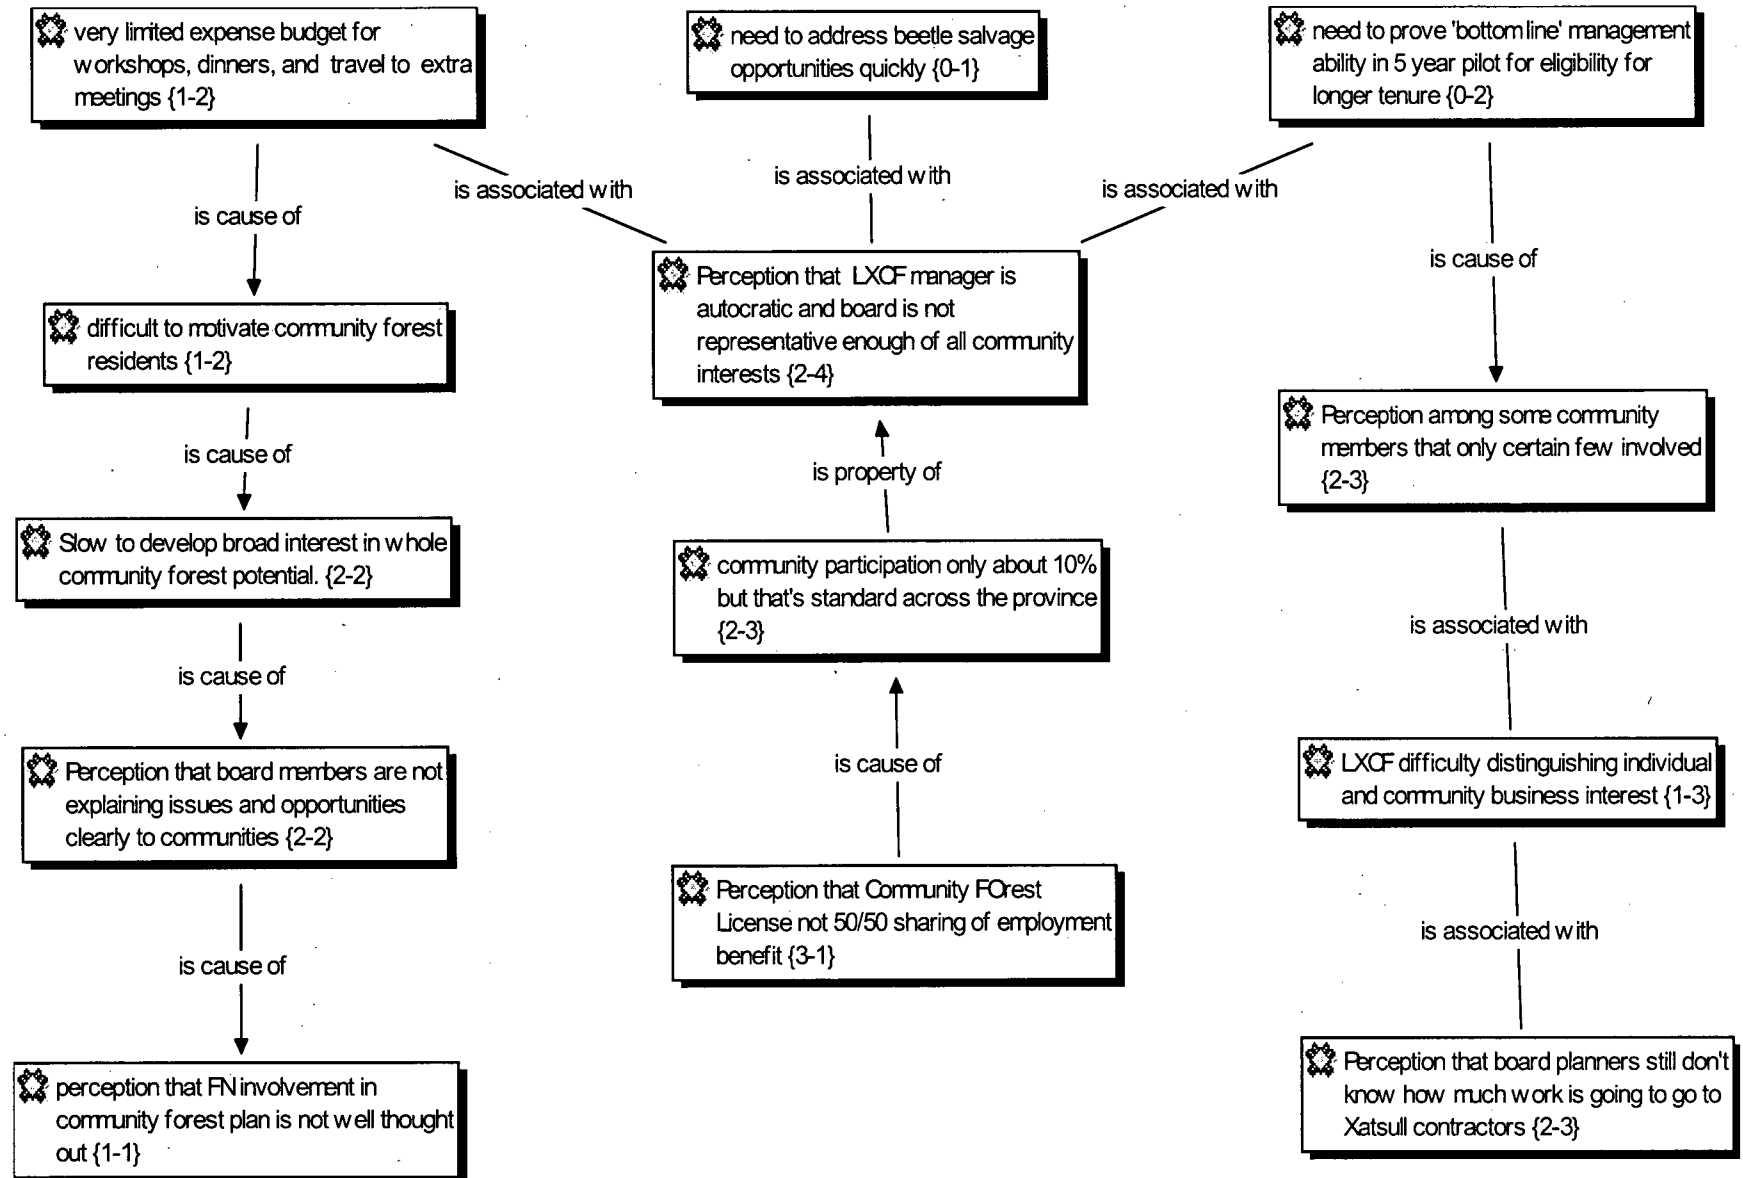 very limited expense budget for
workshops, dinners, and travel to extra
meetings {1-2}
need to address beetle salvage
opportunities quickly {0-1}
need to prove 'bottom line' management
ability in 5 year pilot for eligibility for
longer tenure {0-2}
is associated with
is associated with
is associated with
is cause of
is cause of
Perception that LXCF manager is
autocratic and board is not
representative enough of all community
interests {2-4}
difficult to motivate community forest
residents {1-2}
Perception among some community
members that only certain few involved
{2-3}
is cause of
is property of
Slow to develop broad interest in whole
community forest potential. {2-2}
community participation only about 10%
but that's standard across the province
{2-3}
is associated with
is cause of
Perception that board members are not
explaining issues and opportunities
clearly to communities {2-2}
is cause of
LXCF difficulty distinguishing individual
and community business interest {1-3}
Perception that Community FOrest
License not 50/50 sharing of employment
benefit {3-1}
is cause of
is associated with
perception that FN involvement in
community forest plan is not well thought
out {1-1}
Perception that board planners still don't
know how much work is going to go to
Xatsull contractors {2-3}